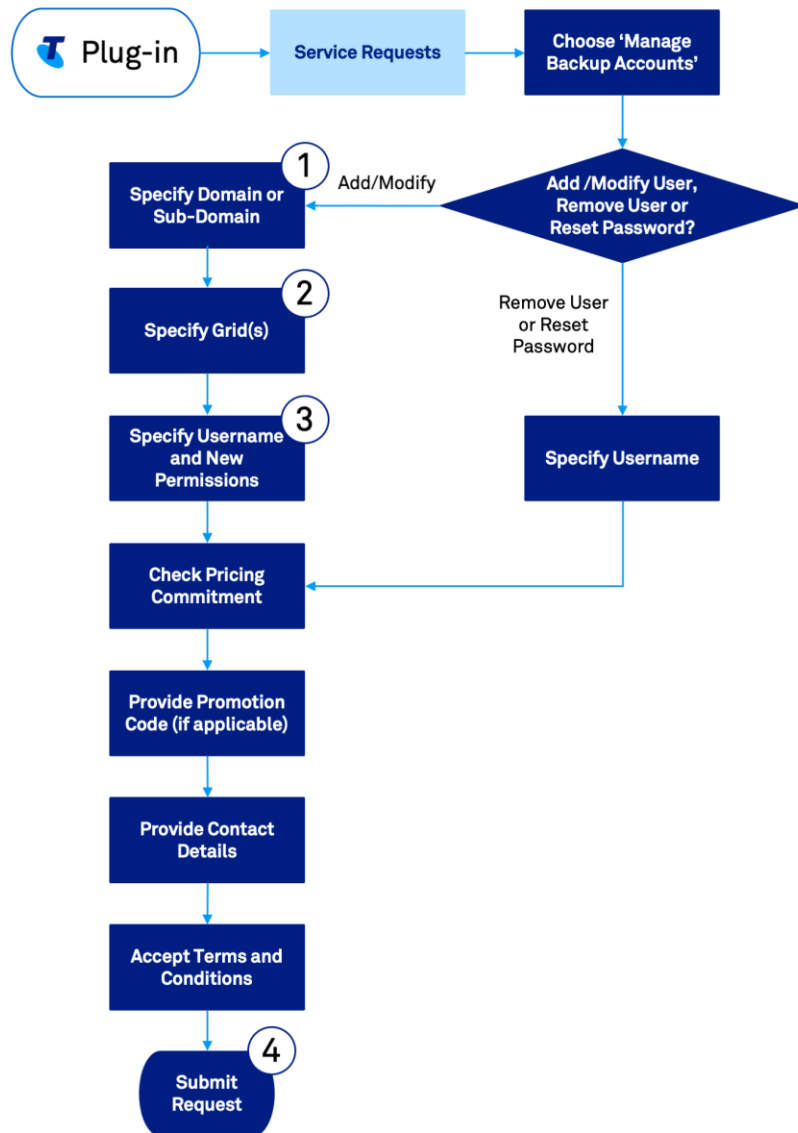 Plug-in
Service Requests
Choose ‘Manage
Backup Accounts’
1
Specify Domain or
Sub-Domain
Add/Modify
Add /Modify User,
Remove User or
Reset Password?
2
Specify Grid(s)
Remove User
or Reset
Password
3
Specify Username
and New
Permissions
Specify Username
Check Pricing
Commitment
Provide Promotion
Code (if applicable)
Provide Contact
Details
Accept Terms and
Conditions
4
Submit
Request